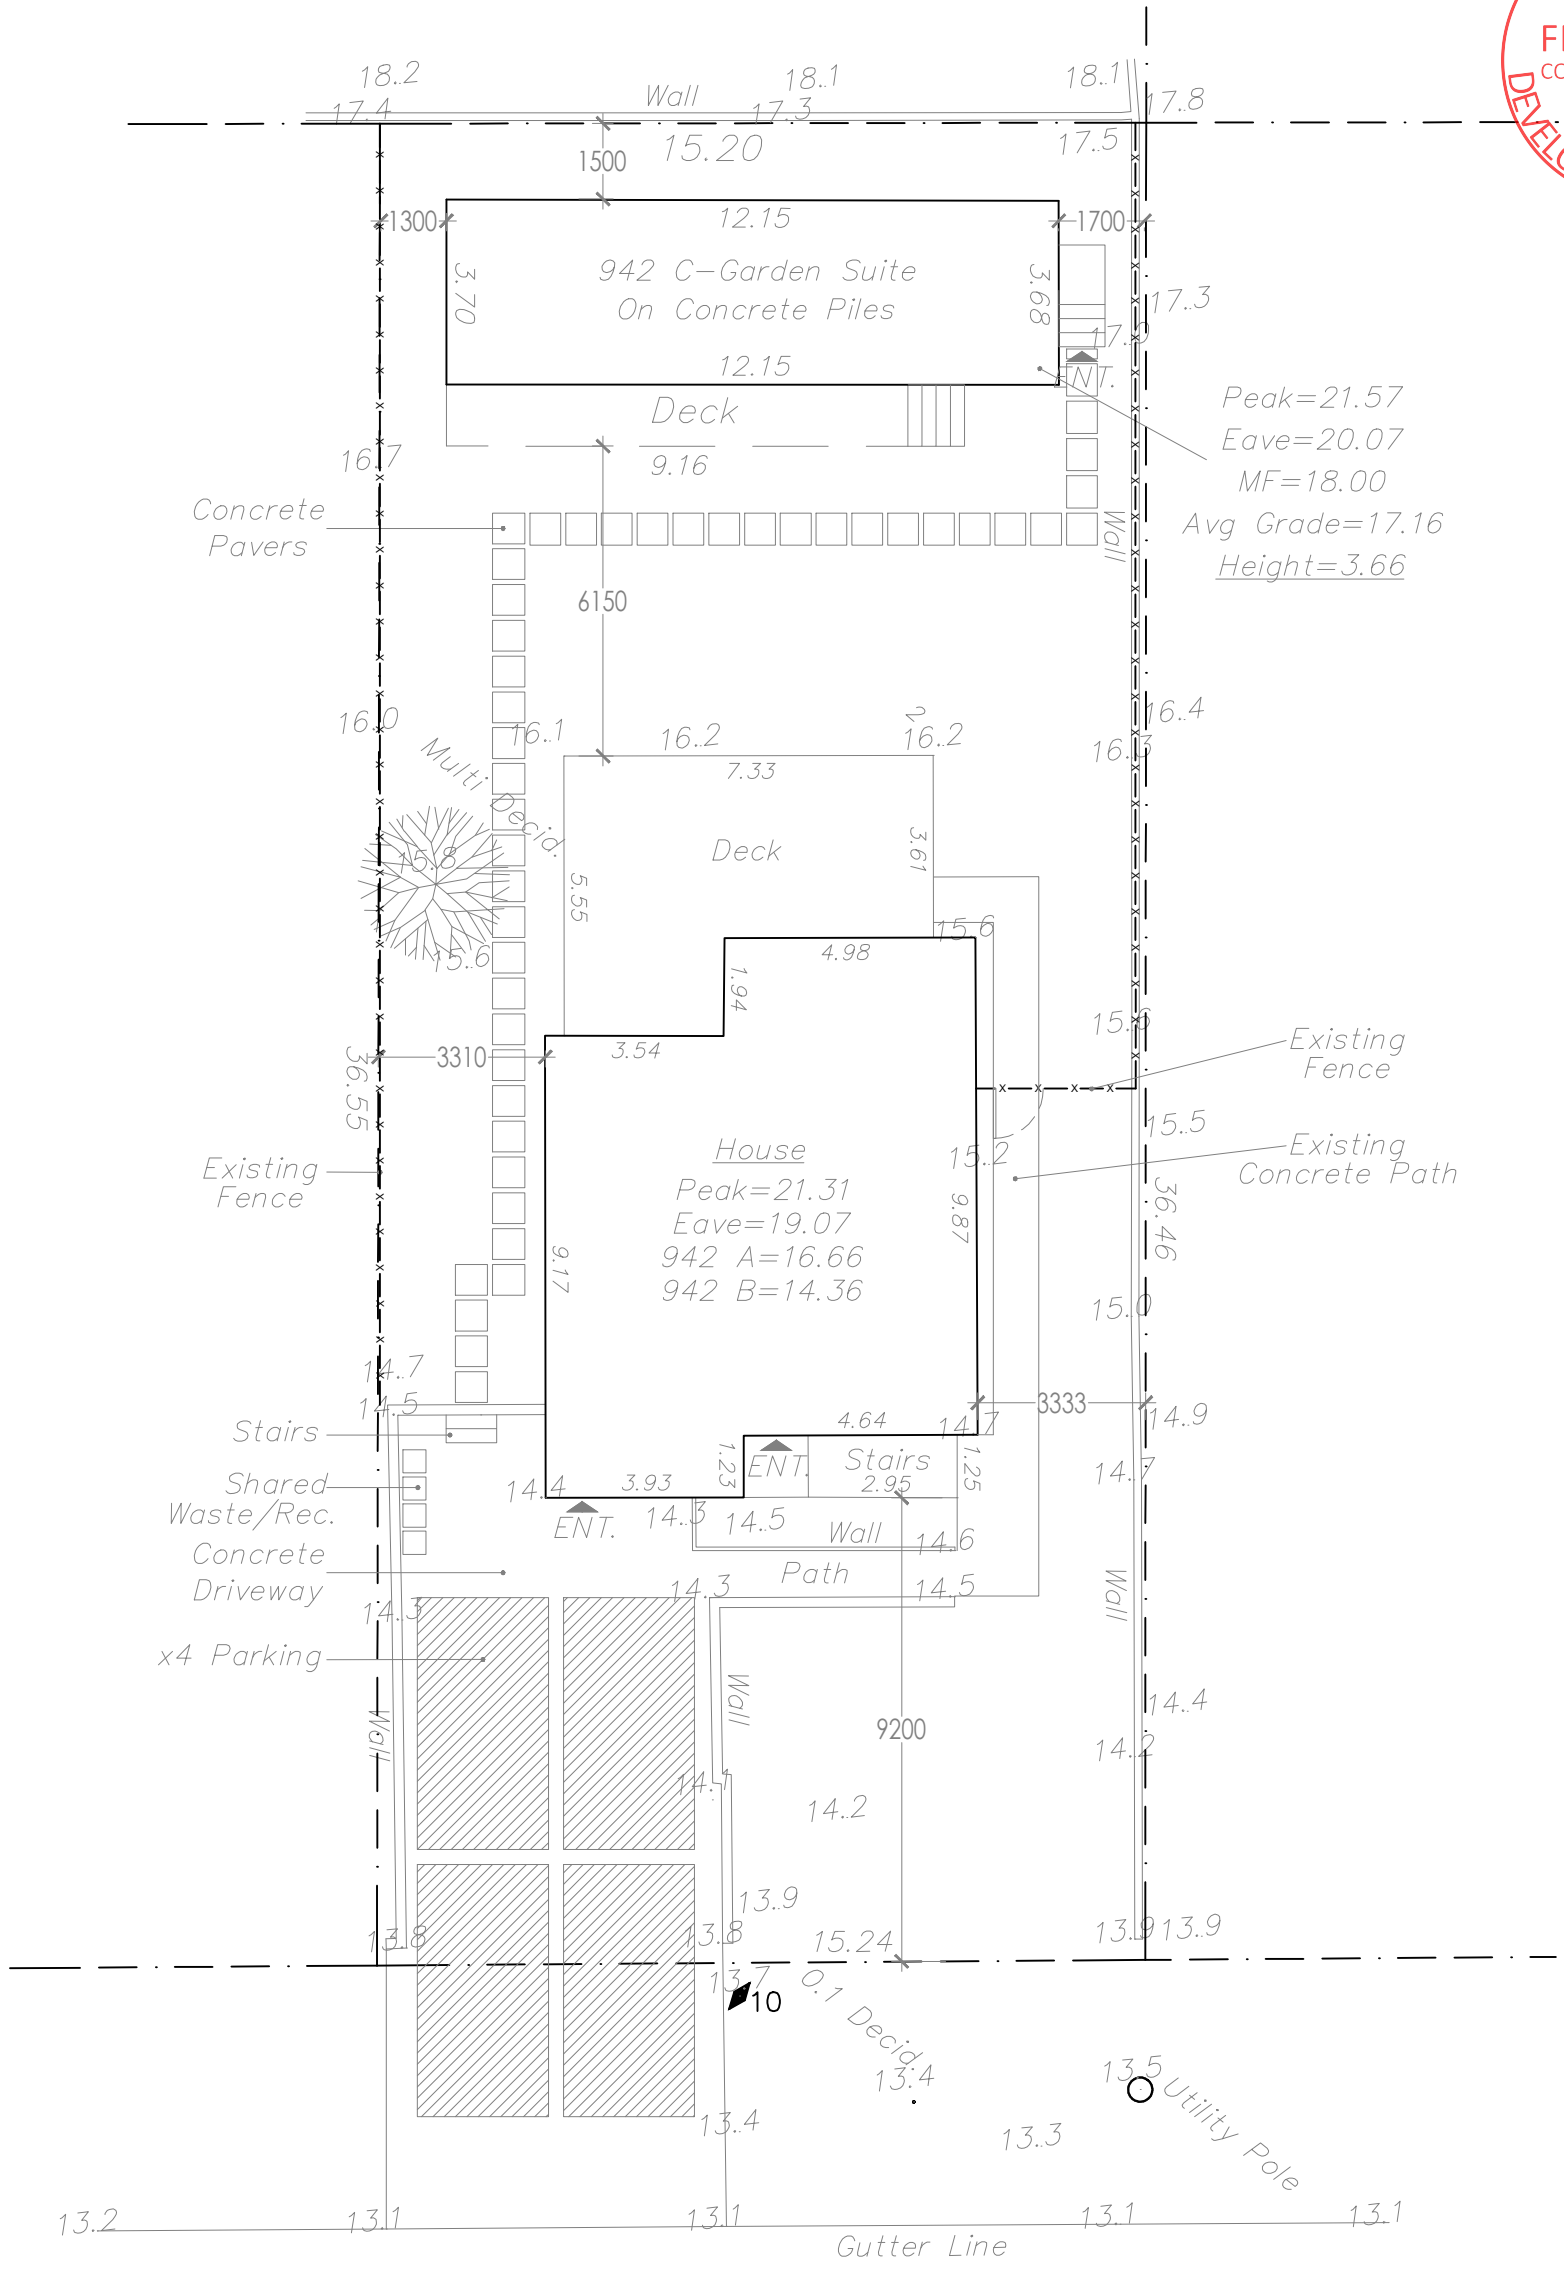 18.2
18.1
18.1
17.8
Wall
17.4
17.3
17.5
15.20
1500
1300
12.15
1700
942 C-Garden Suite
On Concrete Piles
3.70
3.68
17.3
12.15
NT.
Deck
9.16
Peak=21.57
Eave=20.07
MF=18.00
Avg Grade=17.16
Height=3.66
16.7
Concrete
Pavers
Wall
6150
16.0
16.1
16.2
2
16.2
16.4
16.3
Multi Decid.
7.33
Deck
3.61
15.8
5.55
15.6
15.6
4.98
1.94
3.54
3310
36.55
15.6
Existing
Fence
15.5
15.2
Existing
Concrete Path
Existing
Fence
House
Peak=21.31
Eave=19.07
942 A=16.66
942 B=14.36
9.17
9.87
36.46
15.0
14.7
14.5
3333
14.9
4.64
14.7
Stairs
Stairs
2.95
1.23
1.25
ENT.
14.7
Shared
Waste/Rec.
14.4
3.93
ENT.
14.3
14.5
Wall
14.6
Concrete
Driveway
Path
14.3
14.3
14.5
Wall
x4 Parking
Wall
Wall
9200
14.4
14.2
14.1
14.2
13.9
13.8
13.8
15.24
13.9
13.9
13.7
10
0.1 Decid.
13.4
13.5
Utility Pole
13.4
13.3
13.2
13.1
13.1
13.1
13.1
Gutter Line